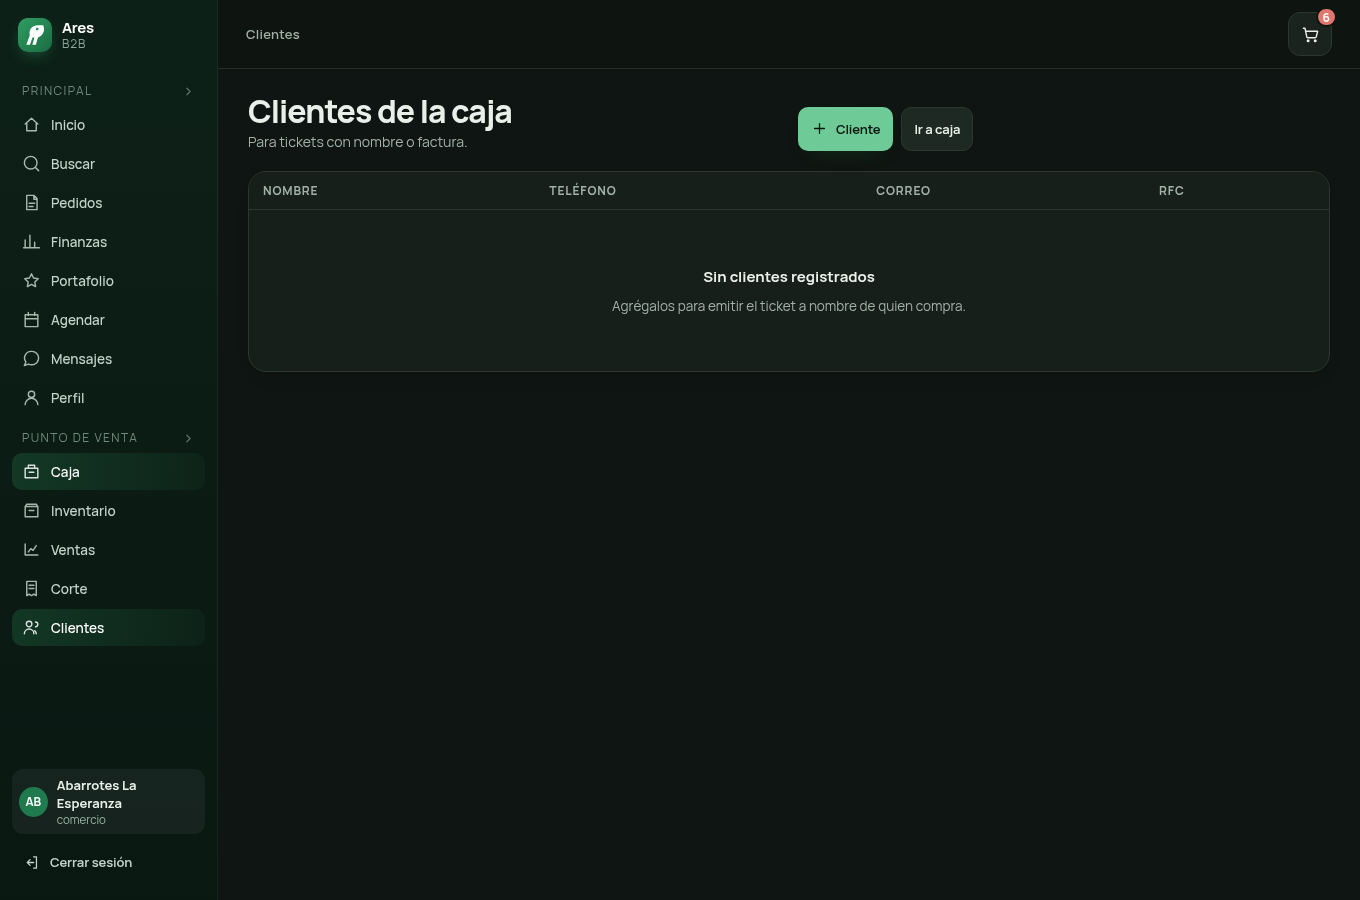 Ares
B2B
PRINCIPAL
Inicio
Buscar
Pedidos
Finanzas
Portafolio
Agendar
Mensajes
Perfil
PUNTO DE VENTA
Caja
Inventario
Ventas
Corte
Clientes
AB
Abarrotes La
Esperanza
comercio
Cerrar sesión
Clientes
6
Clientes de la caja
Para tickets con nombre o factura.
Cliente
Ir a caja
NOMBRE TELÉFONO CORREO RFC
Sin clientes registrados
Agrégalos para emitir el ticket a nombre de quien compra.